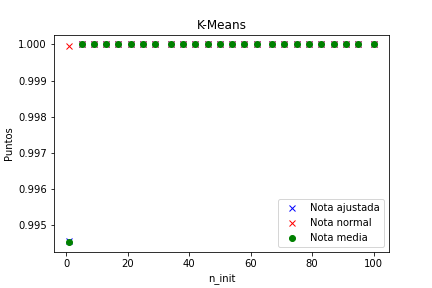 K-Means
Puntos
1.000
0.999
0.998
0.997
0.996
0.995
0
20
40
60
80
100
n_init
Nota ajustada
Nota normal
Nota media